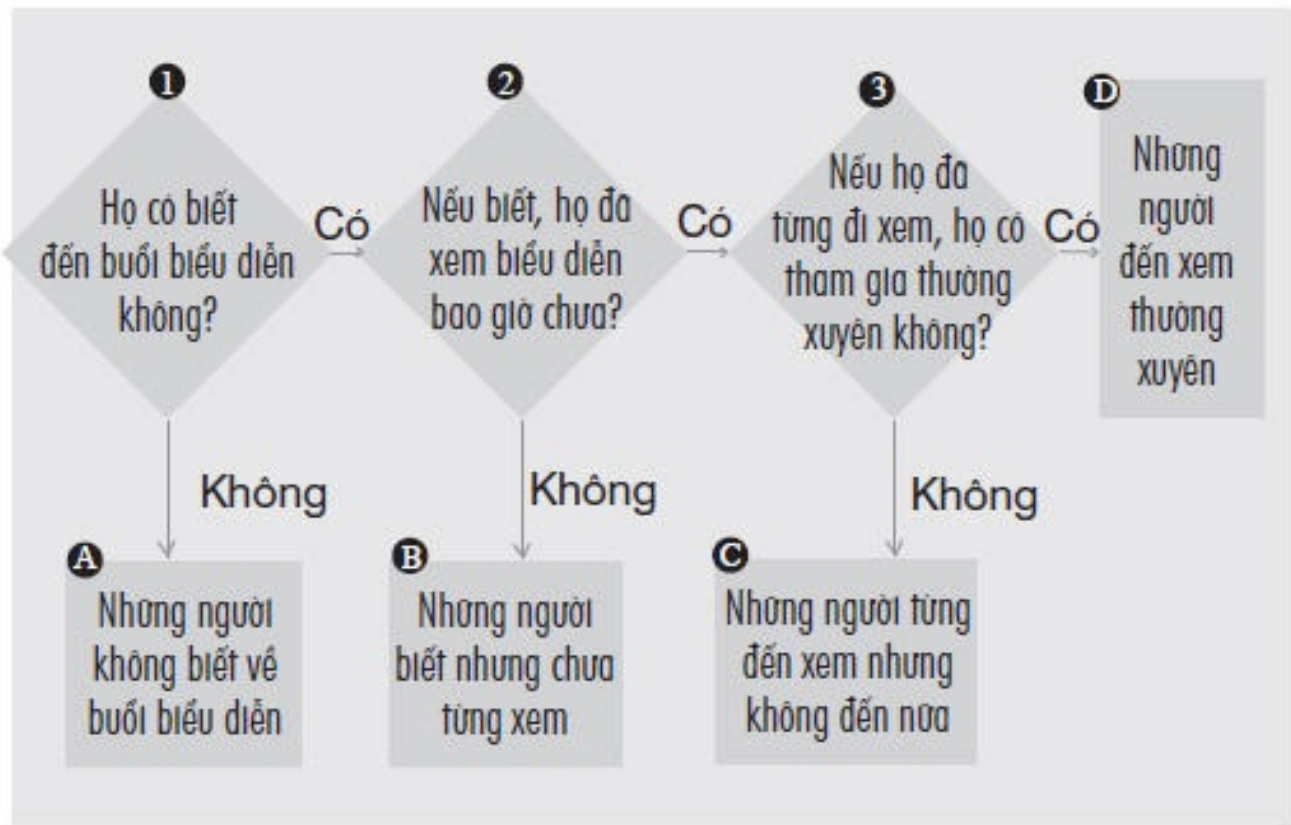 1
Họ có biết
đến buổi biểu diễn
không?
Có
2
Nếu biết, họ đã
xem biểu diễn
bao giờ chưa?
Có
3
Nếu họ đã
từng đi xem, họ có
tham gia thường
xuyên không?
Có
D
Những
người
đến xem
thường
xuyên
Không
Không
Không
A
Những người
không biết về
buổi biểu diễn
B
Những người
biết nhưng chưa
từng xem
C
Những người từng
đến xem nhưng
không đến nữa